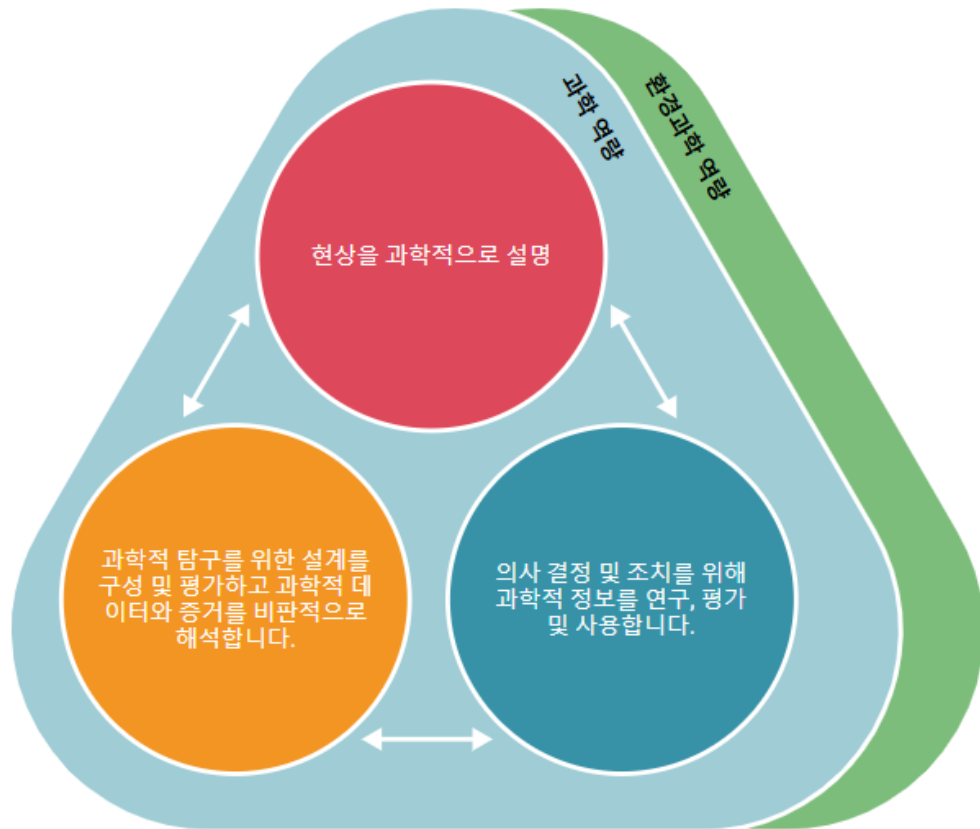 과학 역량
환경과학 역량
현상을 과학적으로 설명
과학적 탐구를 위한 설계를
구성 및 평가하고 과학적 데
이터와 증거를 비판적으로
해석합니다.
의사 결정 및 조치를 위해
과학적 정보를 연구, 평가
및 사용합니다.